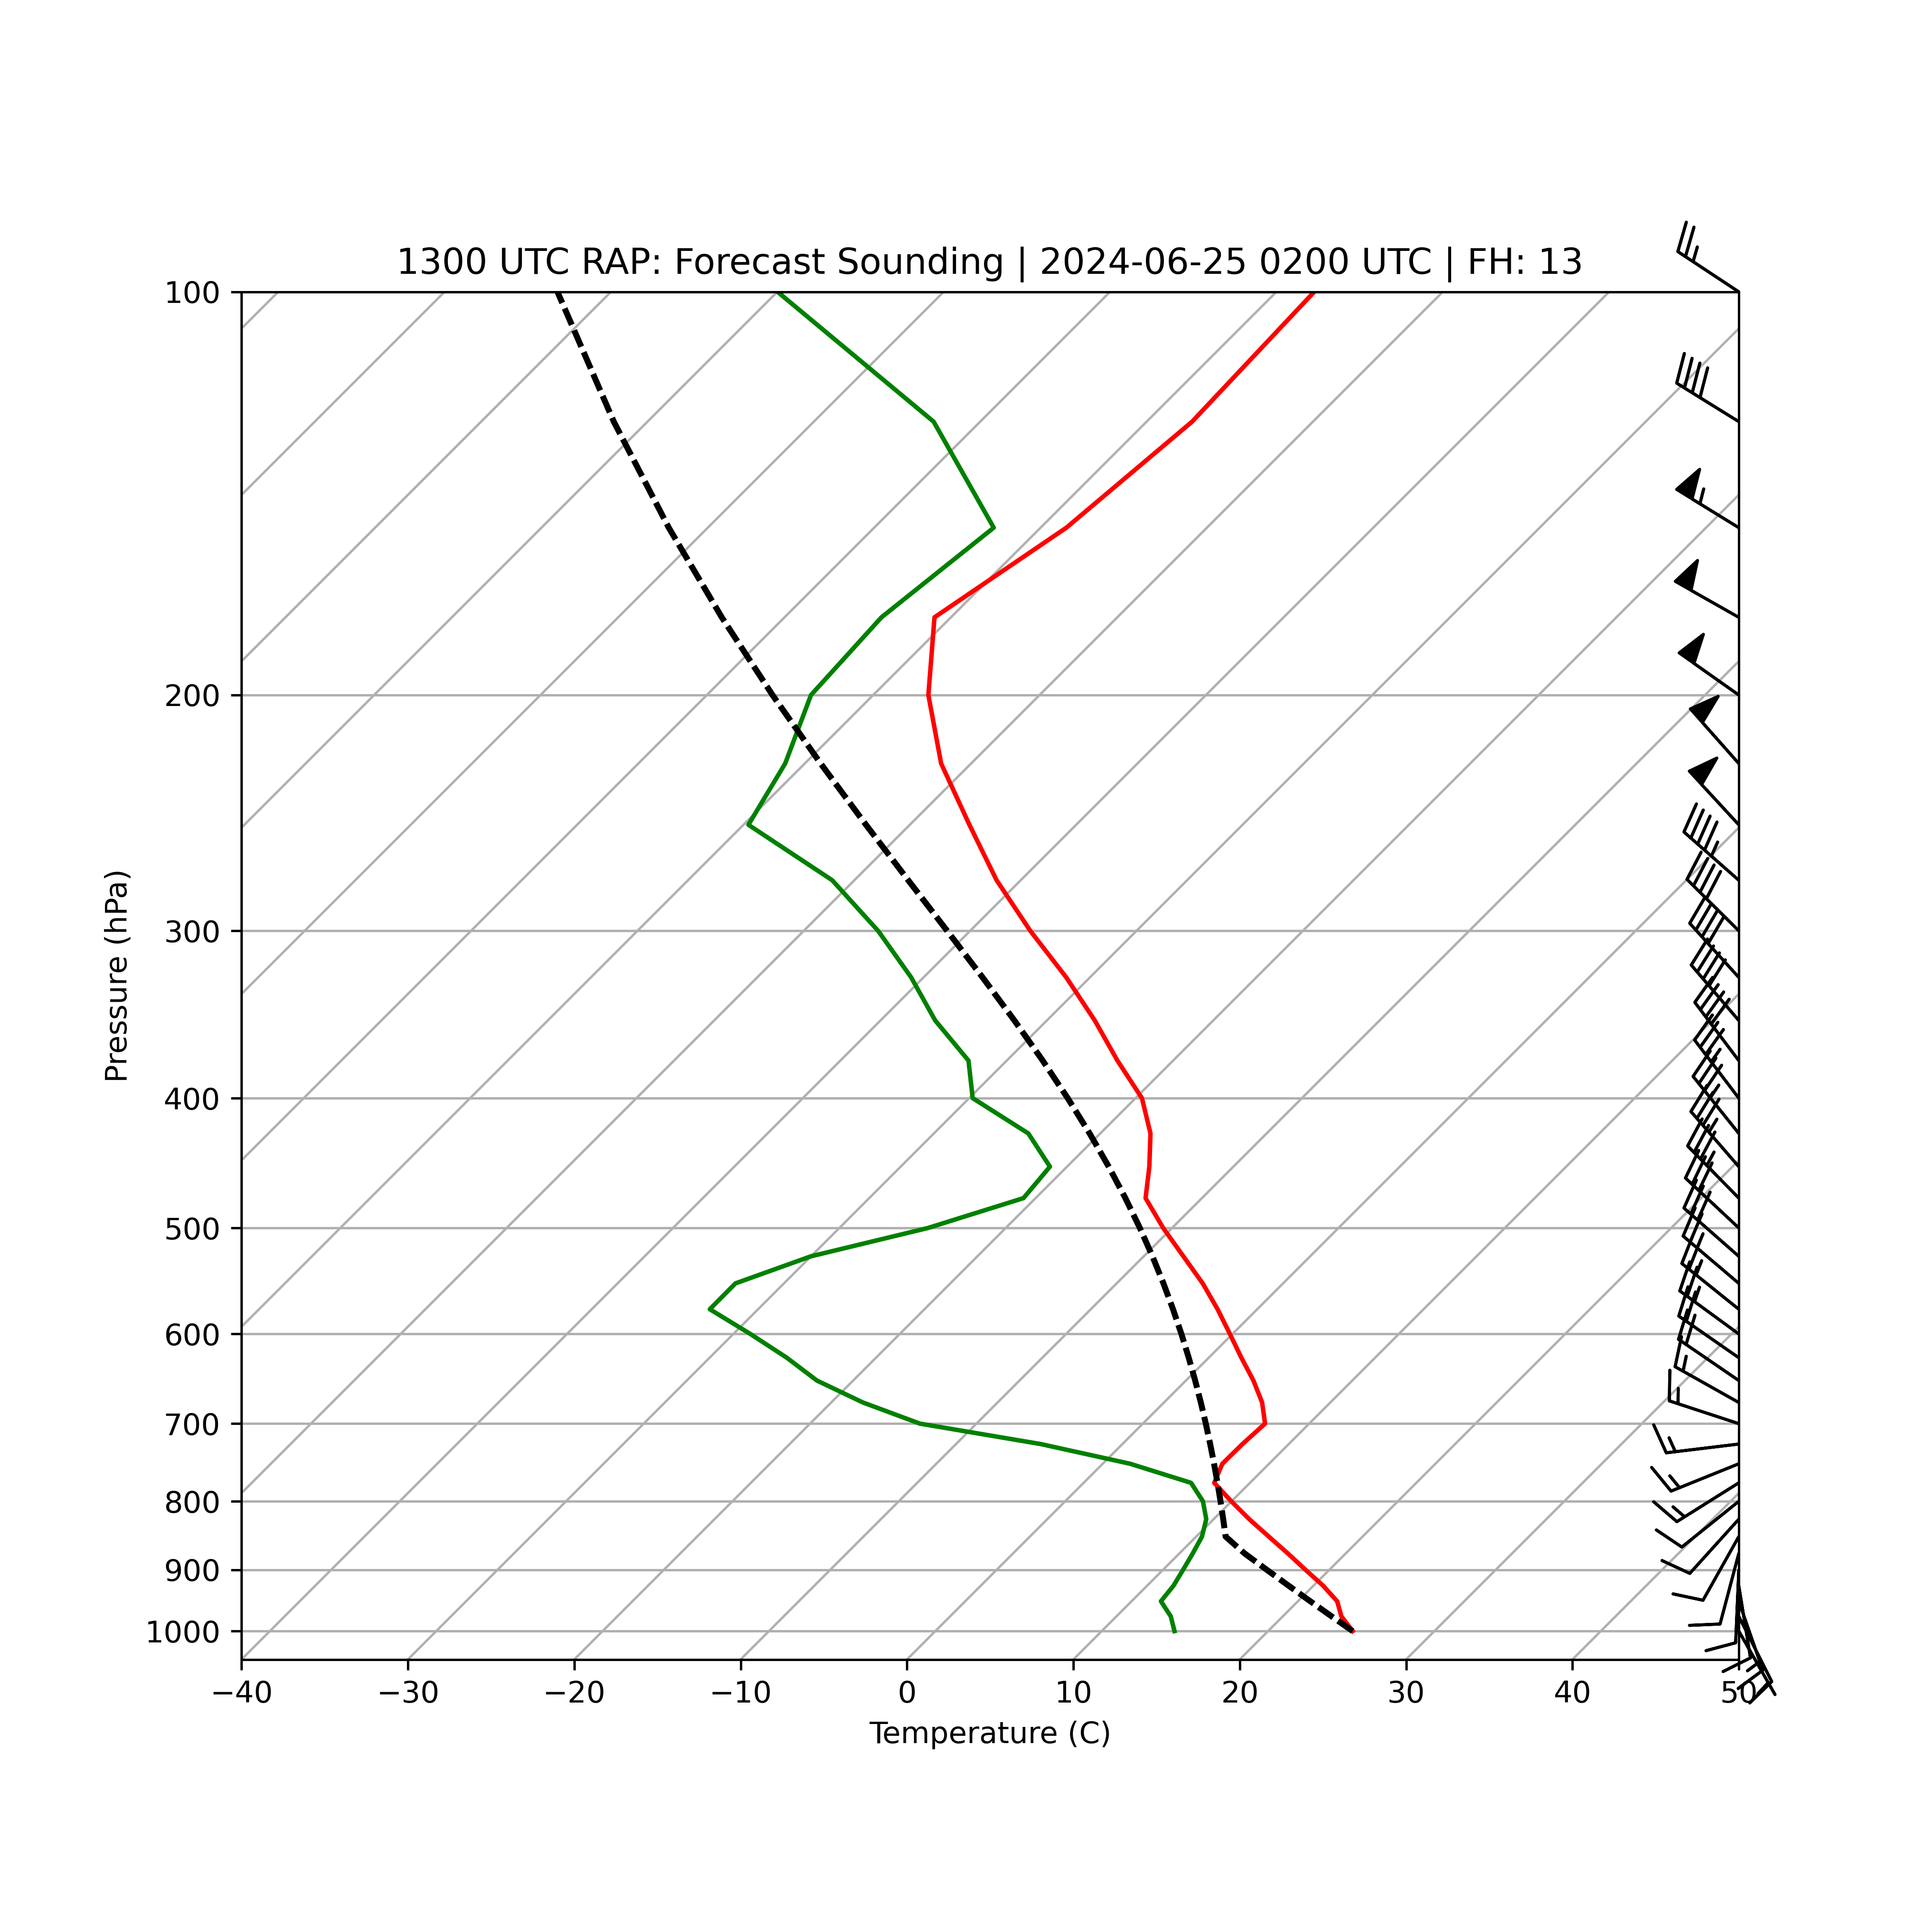 1300 UTC RAP: Forecast Sounding | 2024-06-25 0200 UTC | FH: 13
100
200
300
400
500
600
700
800
900
1000
Pressure (hPa)
−40 −30 −20 −10 0 10 20 30 40 50
Temperature (C)